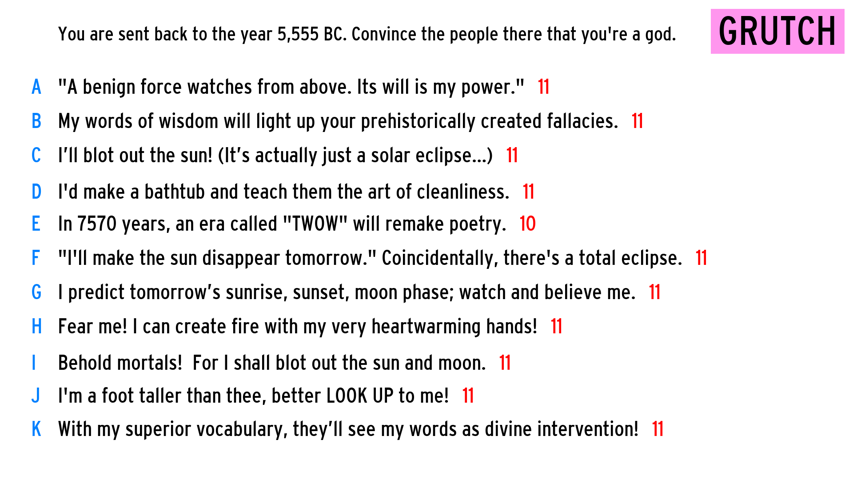 You are sent back to the year 5,555 BC. Convince the people there that you're a god.
GRUTCH
A "A benign force watches from above. Its will is my power." 11
B My words of wisdom will light up your prehistorically created fallacies. 11
C I’ll blot out the sun! (It’s actually just a solar eclipse...) 11
D I'd make a bathtub and teach them the art of cleanliness. 11
E In 7570 years, an era called "TWOW" will remake poetry. 10
F "I'll make the sun disappear tomorrow." Coincidentally, there's a total eclipse. 11
G I predict tomorrow’s sunrise, sunset, moon phase; watch and believe me. 11
H Fear me! I can create fire with my very heartwarming hands! 11
I Behold mortals! For I shall blot out the sun and moon. 11
J I'm a foot taller than thee, better LOOK UP to me! 11
K With my superior vocabulary, they’ll see my words as divine intervention! 11